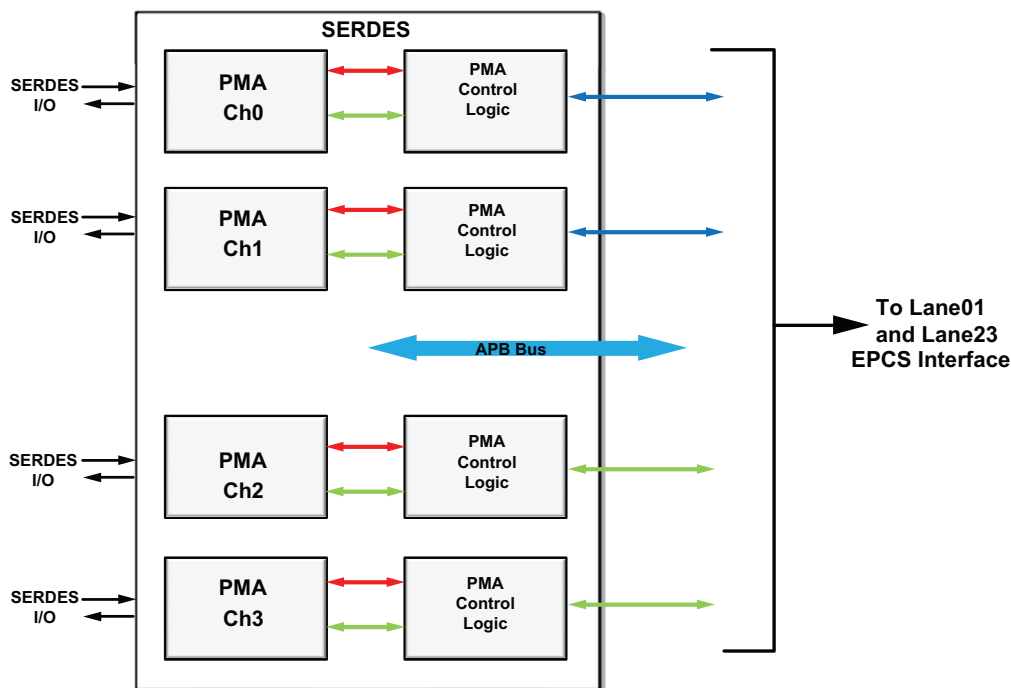 SERDES
SERDES
I/O
PMA
Ch0
PMA
Control
Logic
SERDES
I/O
PMA
Ch1
PMA
Control
Logic
APB Bus
To Lane01
and Lane23
EPCS Interface
SERDES
I/O
PMA
Ch2
PMA
Control
Logic
SERDES
I/O
PMA
Ch3
PMA
Control
Logic